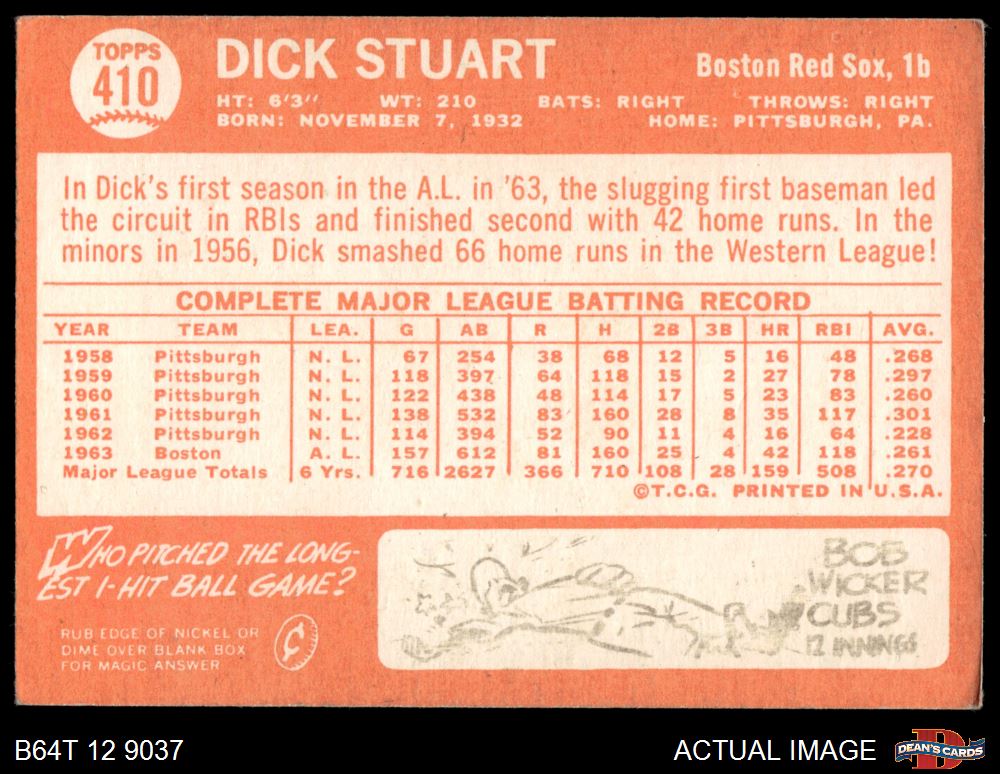 TOPPS
410
DICK STUART
Boston Red Sox, 1b
HT: 6'3" WT: 210 BATS: RIGHT THROWS: RIGHT
BORN: NOVEMBER 7, 1932 HOME: PITTSBURGH, PA.
In Dick's first season in the A.L. in '63, the slugging first baseman led
the circuit in RBIs and finished second with 42 home runs. In the
minors in 1956, Dick smashed 66 home runs in the Western League!
COMPLETE MAJOR LEAGUE BATTING RECORD
YEAR TEAM LEA. G AB R H 2B 3B HR RBI AVG.
1958 Pittsburgh N. L. 67 254 38 68 12 5 16 48 .268
1959 Pittsburgh N. L. 118 397 64 118 15 2 27 78 .297
1960 Pittsburgh N. L. 122 438 48 114 17 5 23 83 .260
1961 Pittsburgh N. L. 138 532 83 160 28 8 35 117 .301
1962 Pittsburgh N. L. 114 394 52 90 11 4 16 64 .228
1963 Boston A. L. 157 612 81 160 25 4 42 118 .261
Major League Totals 6 Yrs. 716 2627 366 710 108 28 159 508 .270
©T.C.G. PRINTED IN U.S.A.
WHO PITCHED THE LONG-
EST 1-HIT BALL GAME?
RUB EDGE OF NICKEL OR
DIME OVER BLANK BOX
FOR MAGIC ANSWER
¢
BOB
WICKER
CUBS
12 INNINGS
B64T 12 9037
ACTUAL IMAGE
D
DEAN'S CARDS